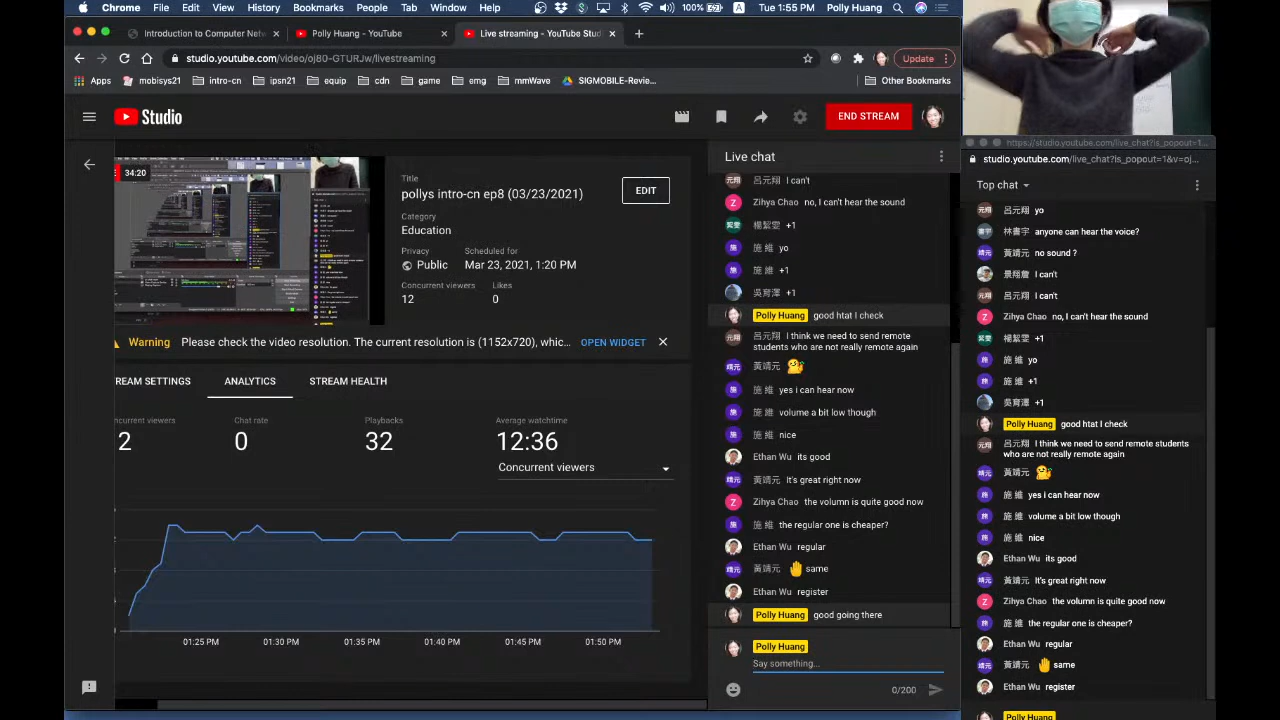 Chrome File Edit View History Bookmarks People Tab Window Help 100% A Tue 1:55 PM Polly Huang
Introduction to Computer Netw
Polly Huang - YouTube
Live streaming - YouTube Stud
studio.youtube.com/video/oj80-GTURJw/livestreaming
Update
Apps mobisys21 intro-cn ipsn21 equip cdn game emg mmWave SIGMOBILE-Revie... Other Bookmarks
Studio
END STREAM
34:20
Title
pollys intro-cn ep8 (03/23/2021)
EDIT
Category
Education
Privacy
Public
Scheduled for
Mar 23, 2021, 1:20 PM
Concurrent viewers
12
Likes
0
Warning Please check the video resolution. The current resolution is (1152x720), whic... OPEN WIDGET
REAM SETTINGS ANALYTICS STREAM HEALTH
ncurrent viewers
2
Chat rate
0
Playbacks
32
Average watchtime
12:36
Concurrent viewers
01:25 PM 01:30 PM 01:35 PM 01:40 PM 01:45 PM 01:50 PM
Live chat
呂元翔 I can't
Zihya Chao no, I can't hear the sound
楊絜雯 +1
施 維 yo
施 維 +1
吳育澤 +1
Polly Huang good htat I check
呂元翔 I think we need to send remote
students who are not really remote again
黃靖元
施 維 yes i can hear now
施 維 volume a bit low though
施 維 nice
Ethan Wu its good
黃靖元 It's great right now
Zihya Chao the volumn is quite good now
施 維 the regular one is cheaper?
Ethan Wu regular
黃靖元 same
Ethan Wu register
Polly Huang good going there
Polly Huang
Say something...
0/200
https://studio.youtube.com/live_chat?is_popout=1...
studio.youtube.com/live_chat?is_popout=1&v=oj...
Top chat
呂元翔 yo
林書宇 anyone can hear the voice?
黃靖元 no sound ?
景翔詹 I can't
呂元翔 I can't
Zihya Chao no, I can't hear the sound
楊絜雯 +1
施 維 yo
施 維 +1
吳育澤 +1
Polly Huang good htat I check
呂元翔 I think we need to send remote students
who are not really remote again
黃靖元
施 維 yes i can hear now
施 維 volume a bit low though
施 維 nice
Ethan Wu its good
黃靖元 It's great right now
Zihya Chao the volumn is quite good now
施 維 the regular one is cheaper?
Ethan Wu regular
黃靖元 same
Ethan Wu register
Polly Huang